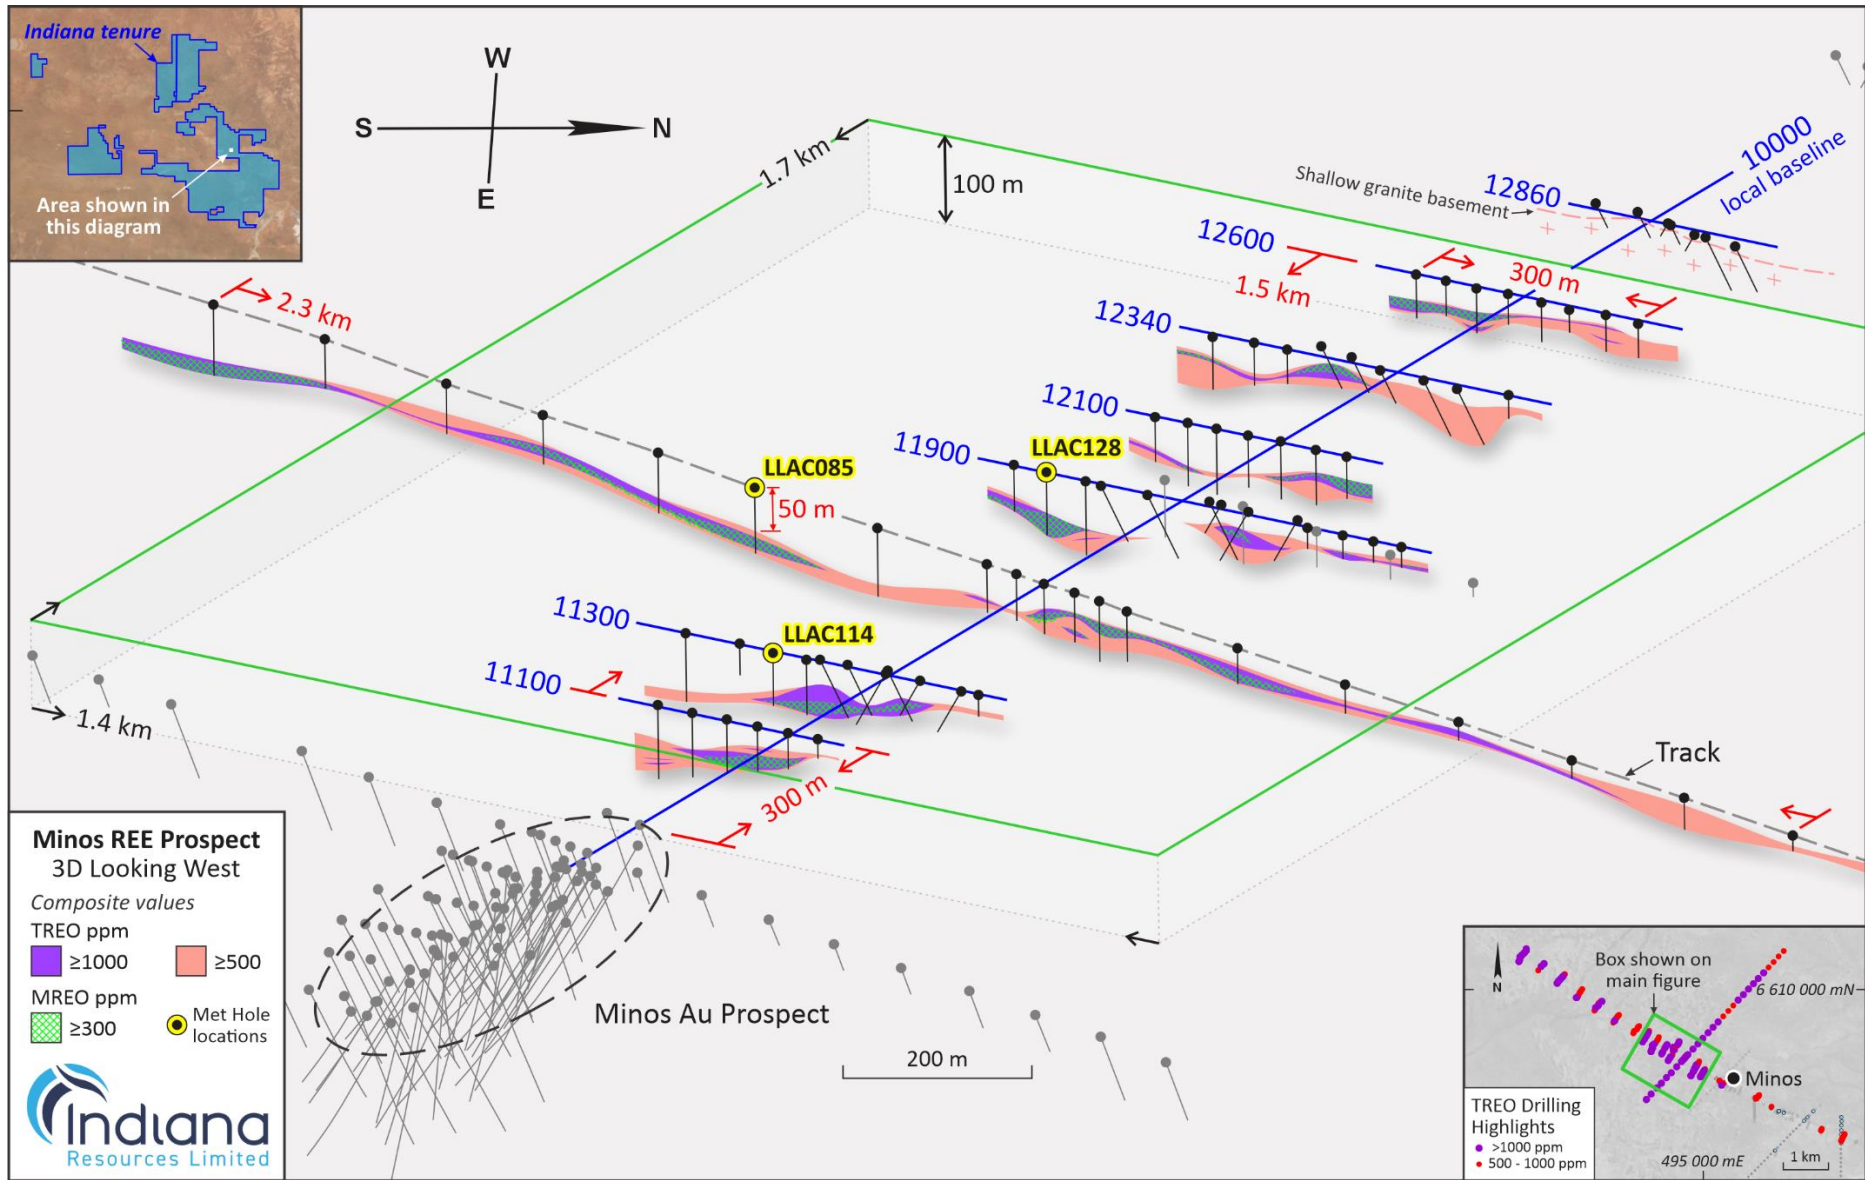 Indiana tenure
Area shown in
this diagram
W
S
N
E
1.7 km
100 m
Shallow granite basement
10000
local baseline
12860
12600
300 m
1.5 km
12340
2.3 km
12100
11900
LLAC128
LLAC085
50 m
11300
LLAC114
11100
1.4 km
300 m
Track
Minos Au Prospect
200 m
Minos REE Prospect
3D Looking West
Composite values
TREO ppm
≥1000
≥500
MREO ppm
≥300
Met Hole
locations
Indiana
Resources Limited
Box shown on
main figure
N
6 610 000 mN
Minos
TREO Drilling
Highlights
>1000 ppm
500 - 1000 ppm
495 000 mE
1 km